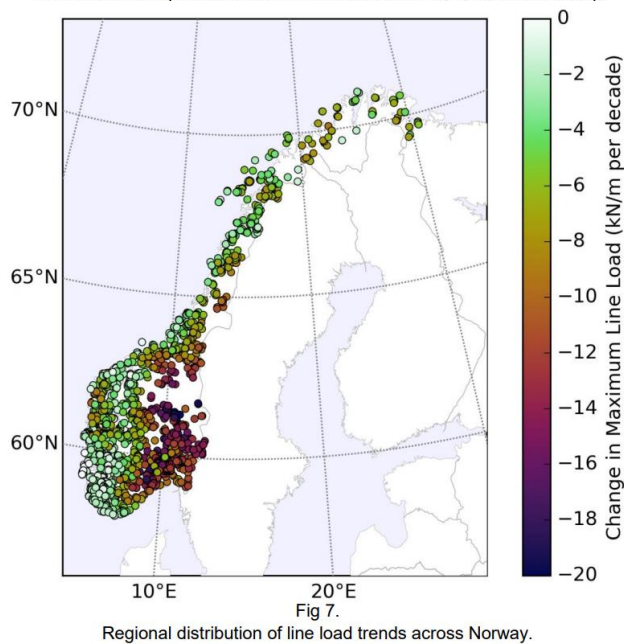 0
−2
−4
−6
−8
−10
−12
−14
−16
−18
−20
Change in Maximum Line Load (kN/m per decade)
70°N
65°N
60°N
10°E
20°E
Fig 7.
Regional distribution of line load trends across Norway.